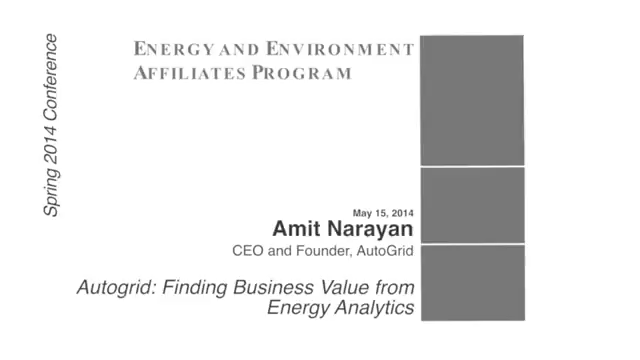 Spring 2014 Conference
ENERGY AND ENVIRONMENT
AFFILIATES PROGRAM
May 15, 2014
Amit Narayan
CEO and Founder, AutoGrid
Autogrid: Finding Business Value from
Energy Analytics